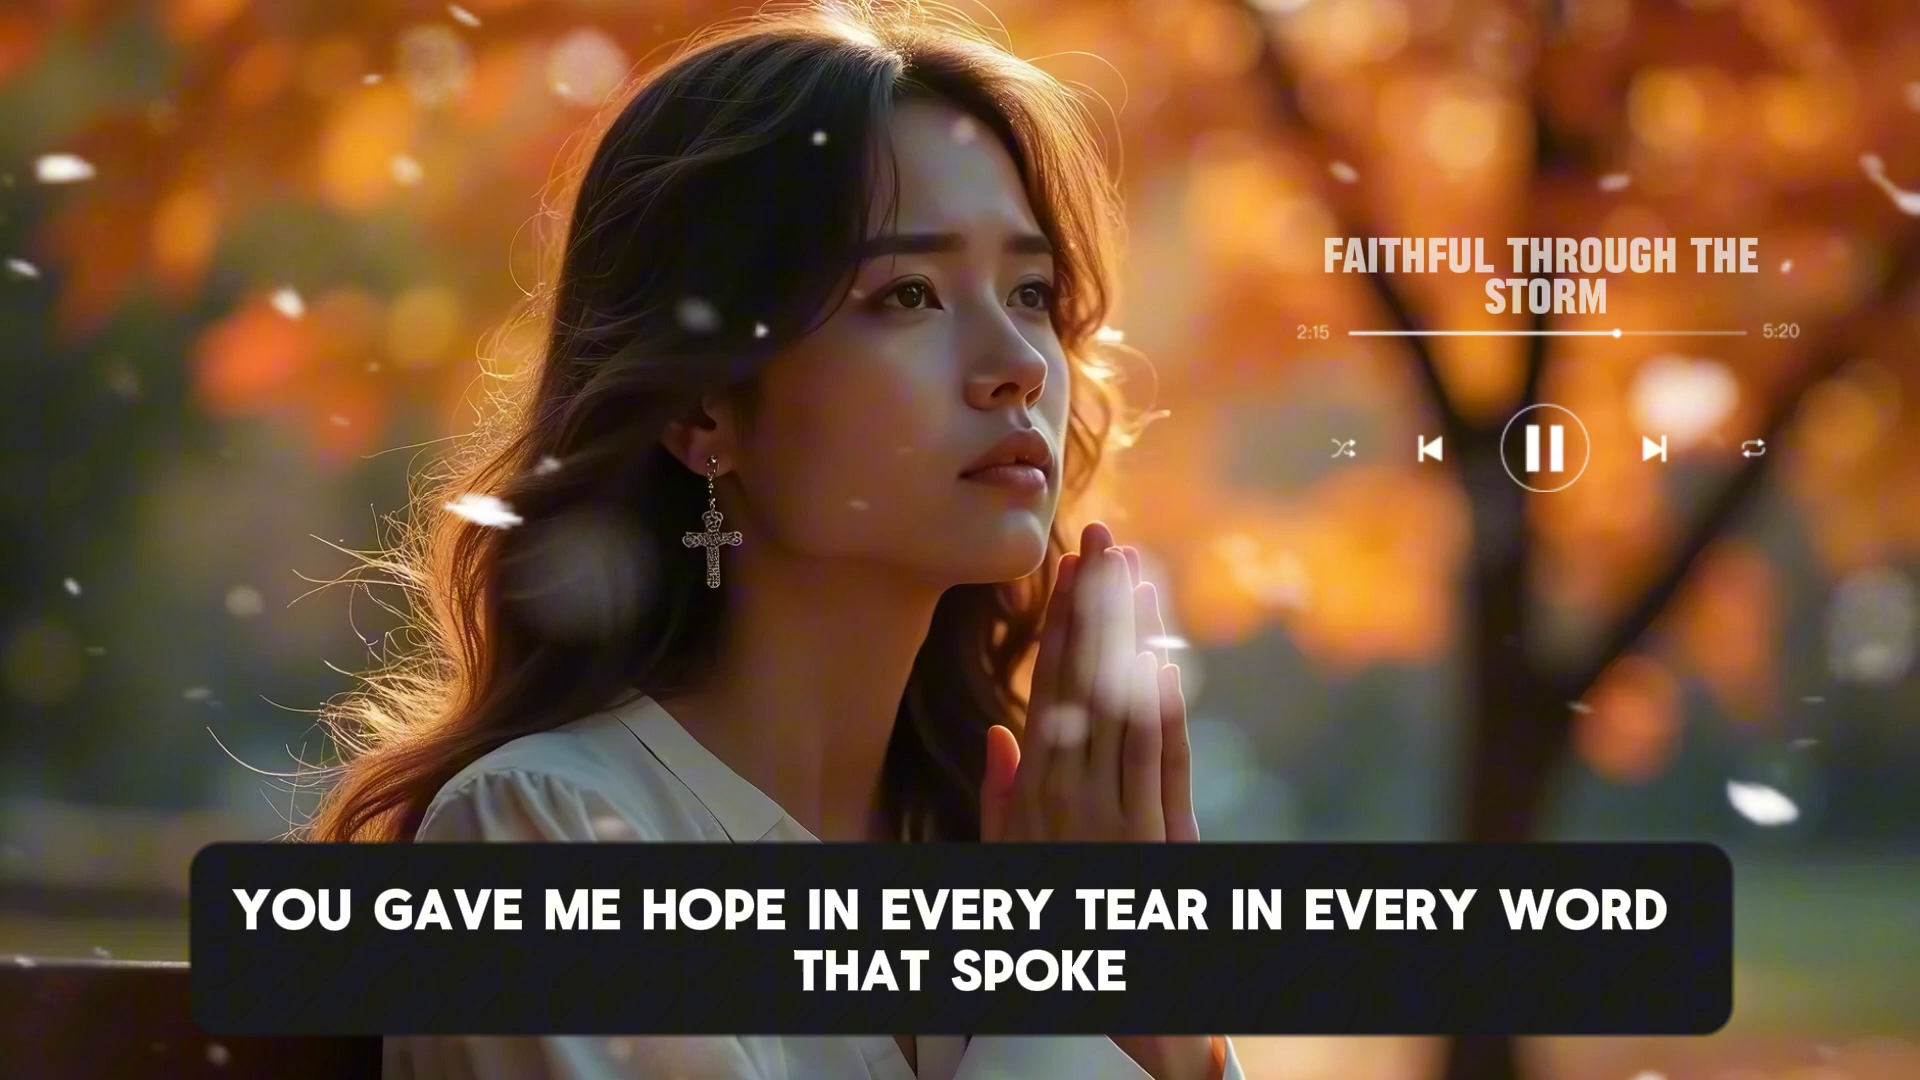 FAITHFUL THROUGH THE
STORM
2:15
5:20
YOU GAVE ME HOPE IN EVERY TEAR IN EVERY WORD
THAT SPOKE